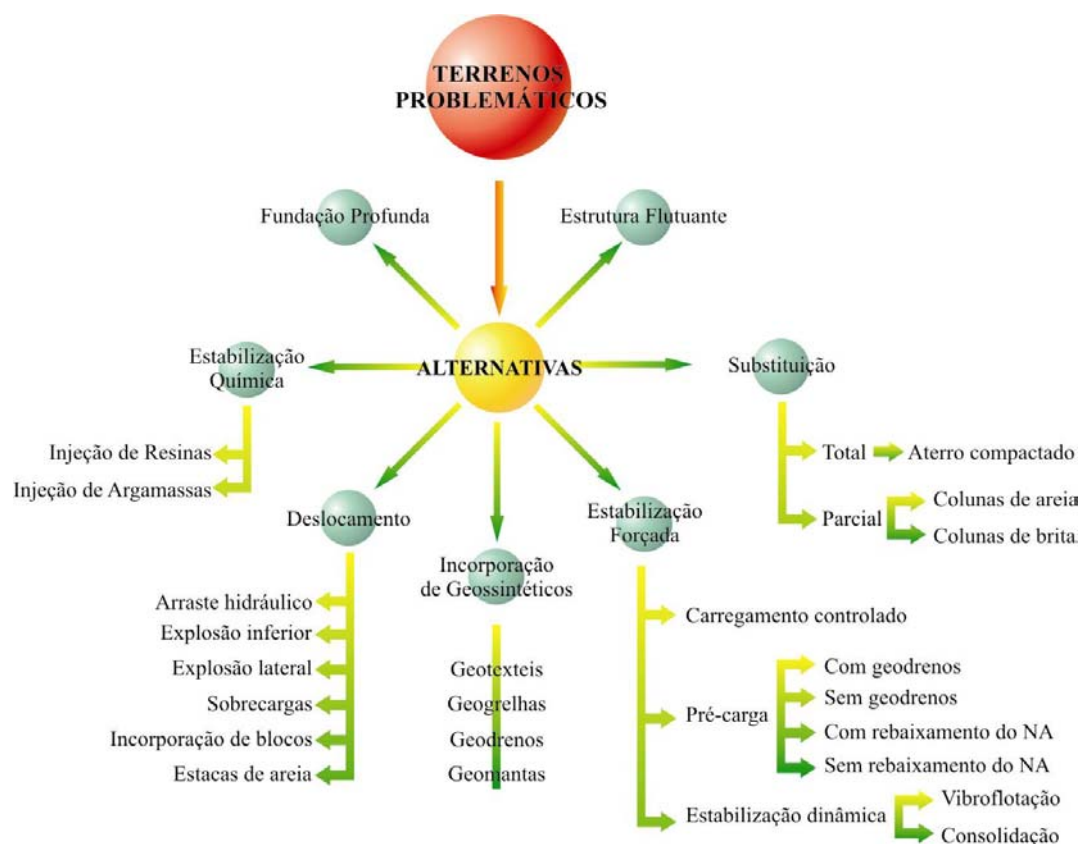 TERRENOS
PROBLEMÁTICOS
Fundação Profunda
Estrutura Flutuante
ALTERNATIVAS
Estabilização
Química
Injeção de Resinas
Injeção de Argamassas
Substituição
Total
Aterro compactado
Parcial
Colunas de areia
Colunas de brita.
Deslocamento
Arraste hidráulico
Explosão inferior
Explosão lateral
Sobrecargas
Incorporação de blocos
Estacas de areia
Incorporação
de Geossintéticos
Geotexteis
Geogrelhas
Geodrenos
Geomantas
Estabilização
Forçada
Carregamento controlado
Pré-carga
Com geodrenos
Sem geodrenos
Com rebaixamento do NA
Sem rebaixamento do NA
Estabilização dinâmica
Vibroflotação
Consolidação